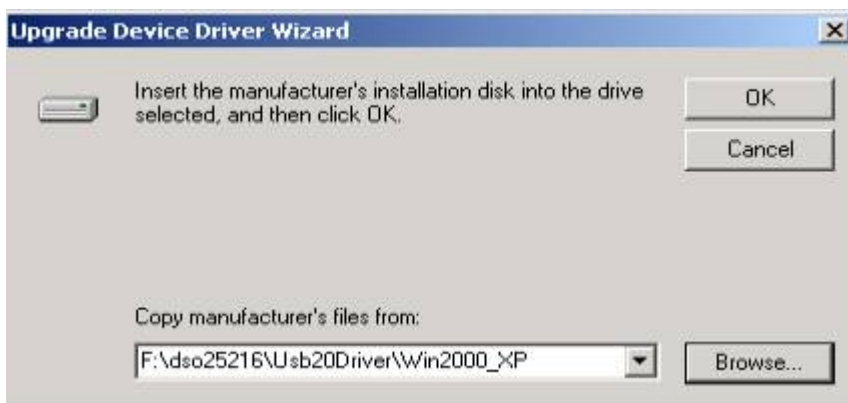 Upgrade Device Driver Wizard
Insert the manufacturer's installation disk into the drive
selected, and then click OK.
OK
Cancel
Copy manufacturer's files from:
F:\dso25216\Usb20Driver\Win2000_XP
Browse...